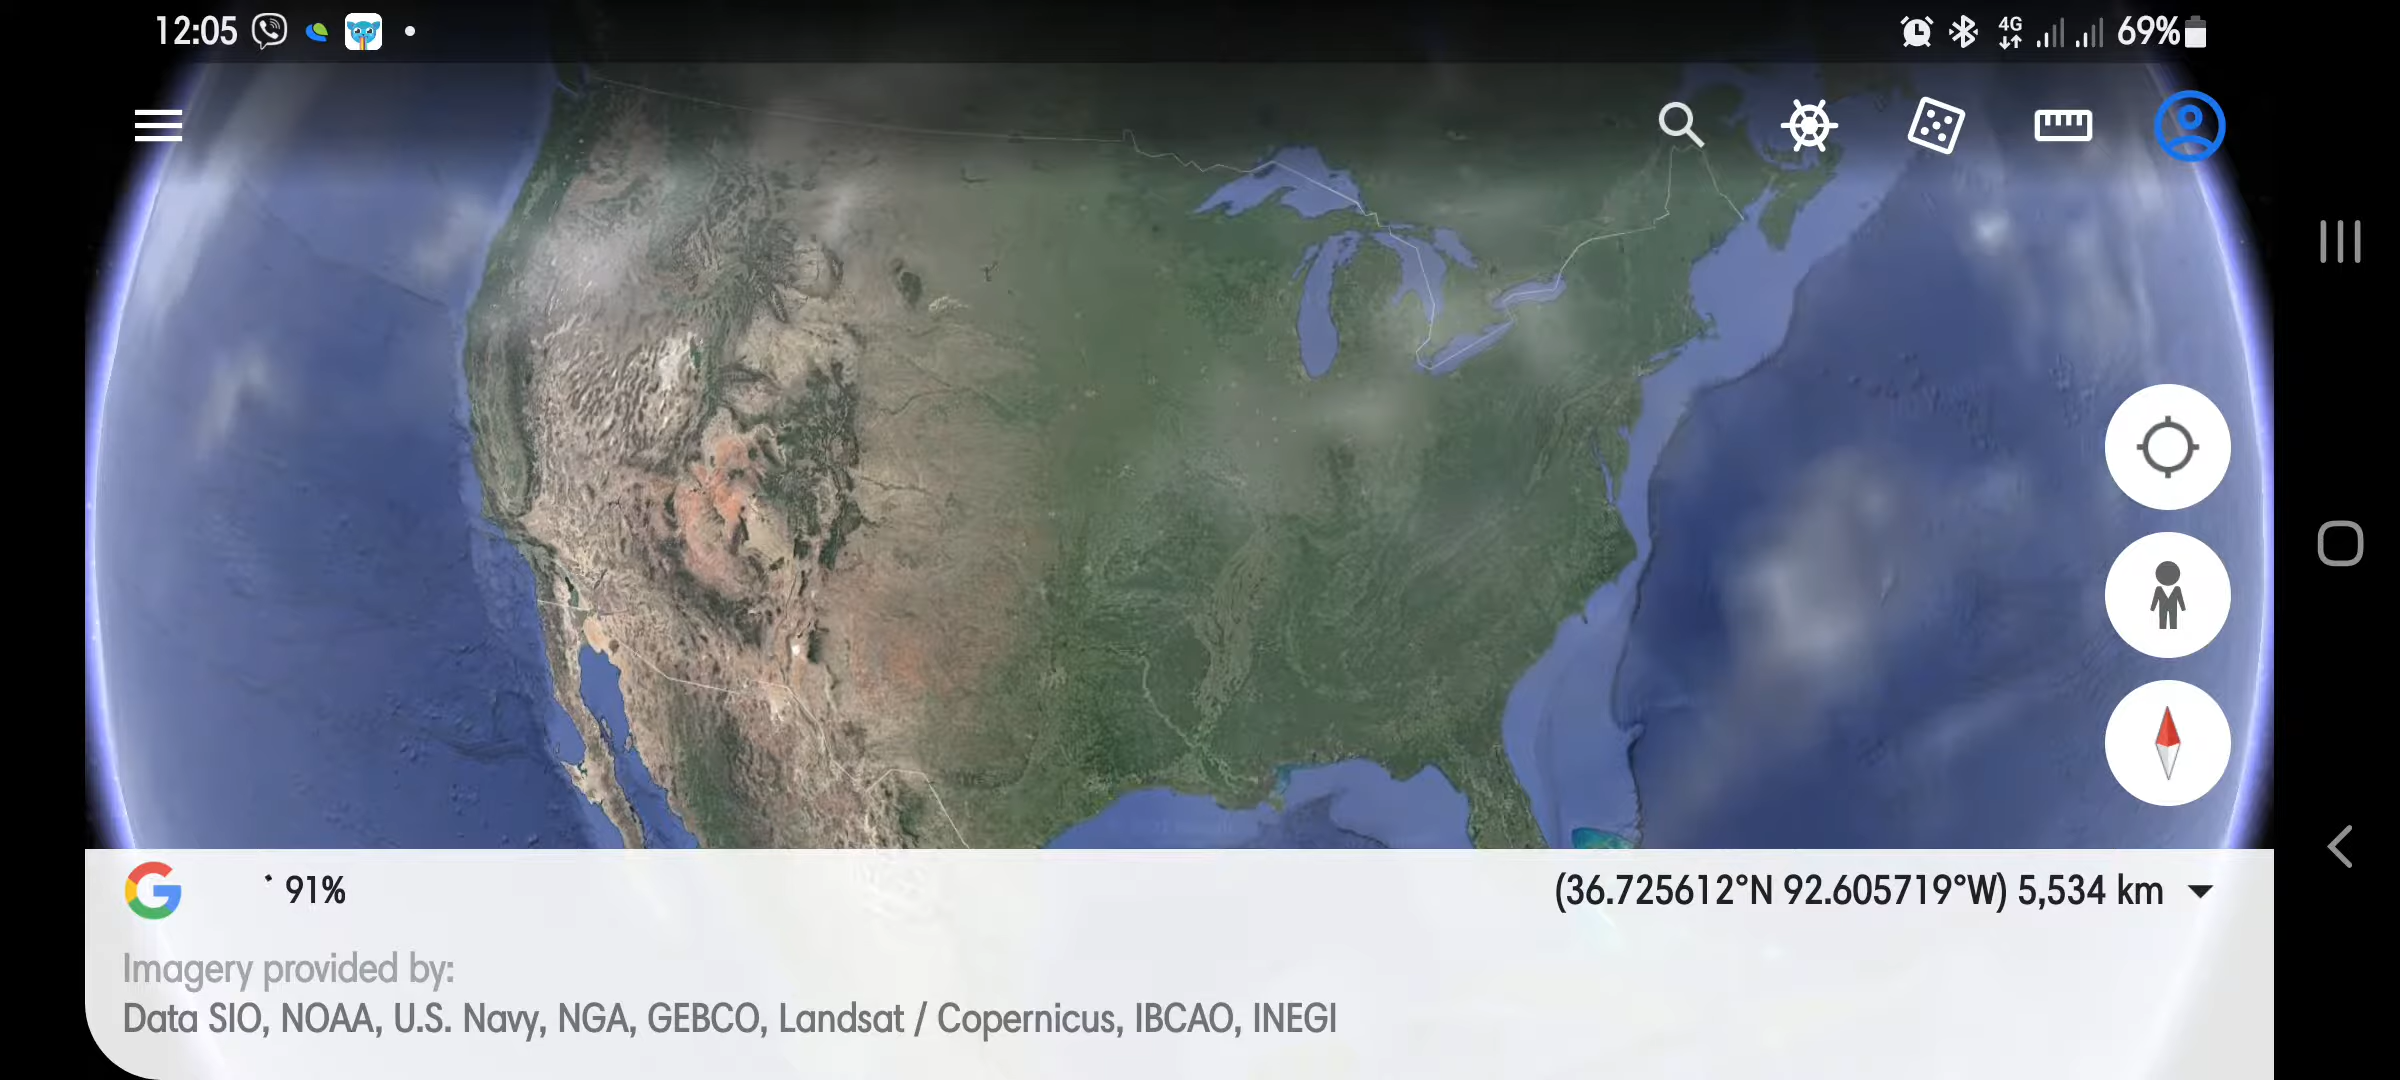 12:05
4G
69%
91%
(36.725612°N 92.605719°W) 5,534 km
Imagery provided by:
Data SIO, NOAA, U.S. Navy, NGA, GEBCO, Landsat / Copernicus, IBCAO, INEGI